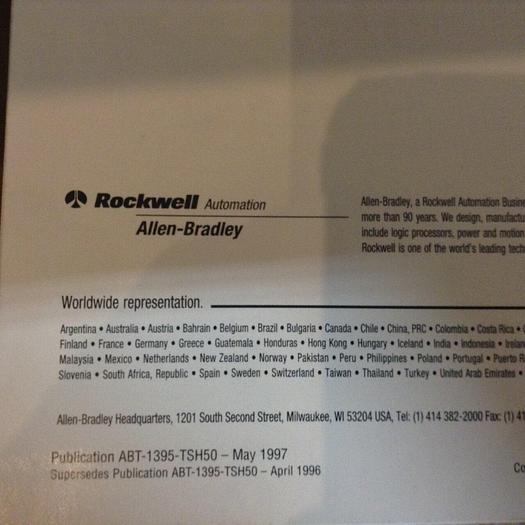 Rockwell Automation
Allen-Bradley
Allen-Bradley, a Rockwell Automation Busine
more than 90 years. We design, manufactu
include logic processors, power and motion
Rockwell is one of the world's leading tech
Worldwide representation.
Argentina • Australia • Austria • Bahrain • Belgium • Brazil • Bulgaria • Canada • Chile • China, PRC • Colombia • Costa Rica •
Finland • France • Germany • Greece • Guatemala • Honduras • Hong Kong • Hungary • Iceland • India • Indonesia • Irelan
Malaysia • Mexico • Netherlands • New Zealand • Norway • Pakistan • Peru • Philippines • Poland • Portugal • Puerto R
Slovenia • South Africa, Republic • Spain • Sweden • Switzerland • Taiwan • Thailand • Turkey • United Arab Emirates •
Allen-Bradley Headquarters, 1201 South Second Street, Milwaukee, WI 53204 USA, Tel: (1) 414 382-2000 Fax: (1) 41
Publication ABT-1395-TSH50 – May 1997
Supersedes Publication ABT-1395-TSH50 – April 1996
Co